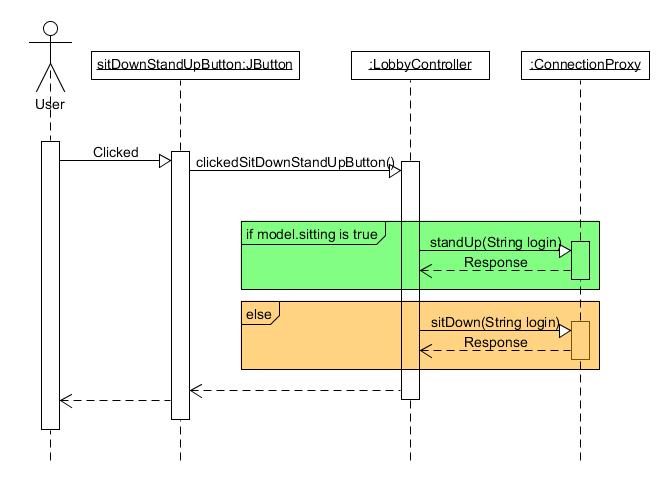 sitDownStandUpButton:JButton
:LobbyController
:ConnectionProxy
User
Clicked
clickedSitDownStandUpButton()
if model.sitting is true
standUp(String login)
Response
else
sitDown(String login)
Response